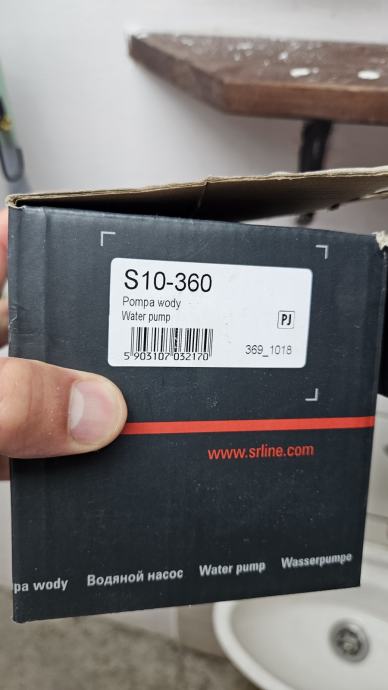 S10-360
Pompa wody
Water pump
PJ
5 903107 032170
369_1018
www.srline.com
pa wody Водяной насос Water pump Wasserpumpe